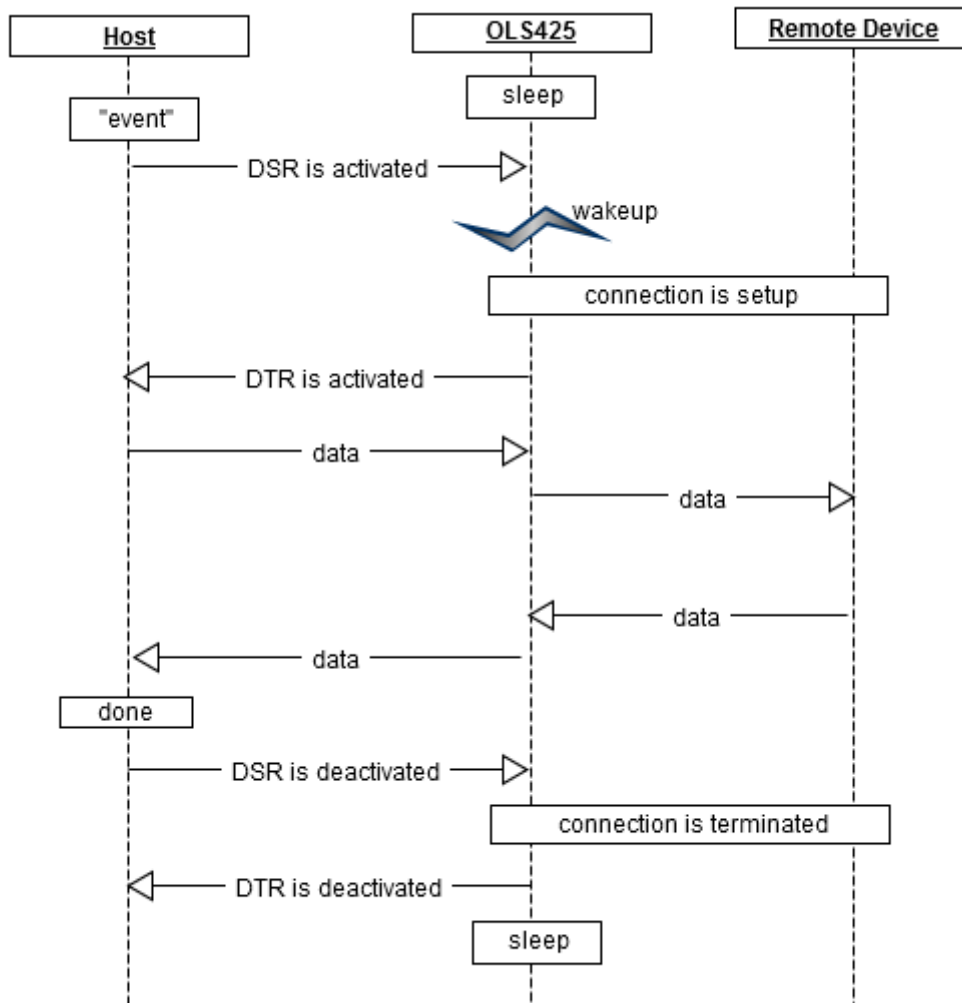 Host
OLS425
Remote Device
sleep
"event"
DSR is activated
wakeup
connection is setup
DTR is activated
data
data
data
data
done
DSR is deactivated
connection is terminated
DTR is deactivated
sleep